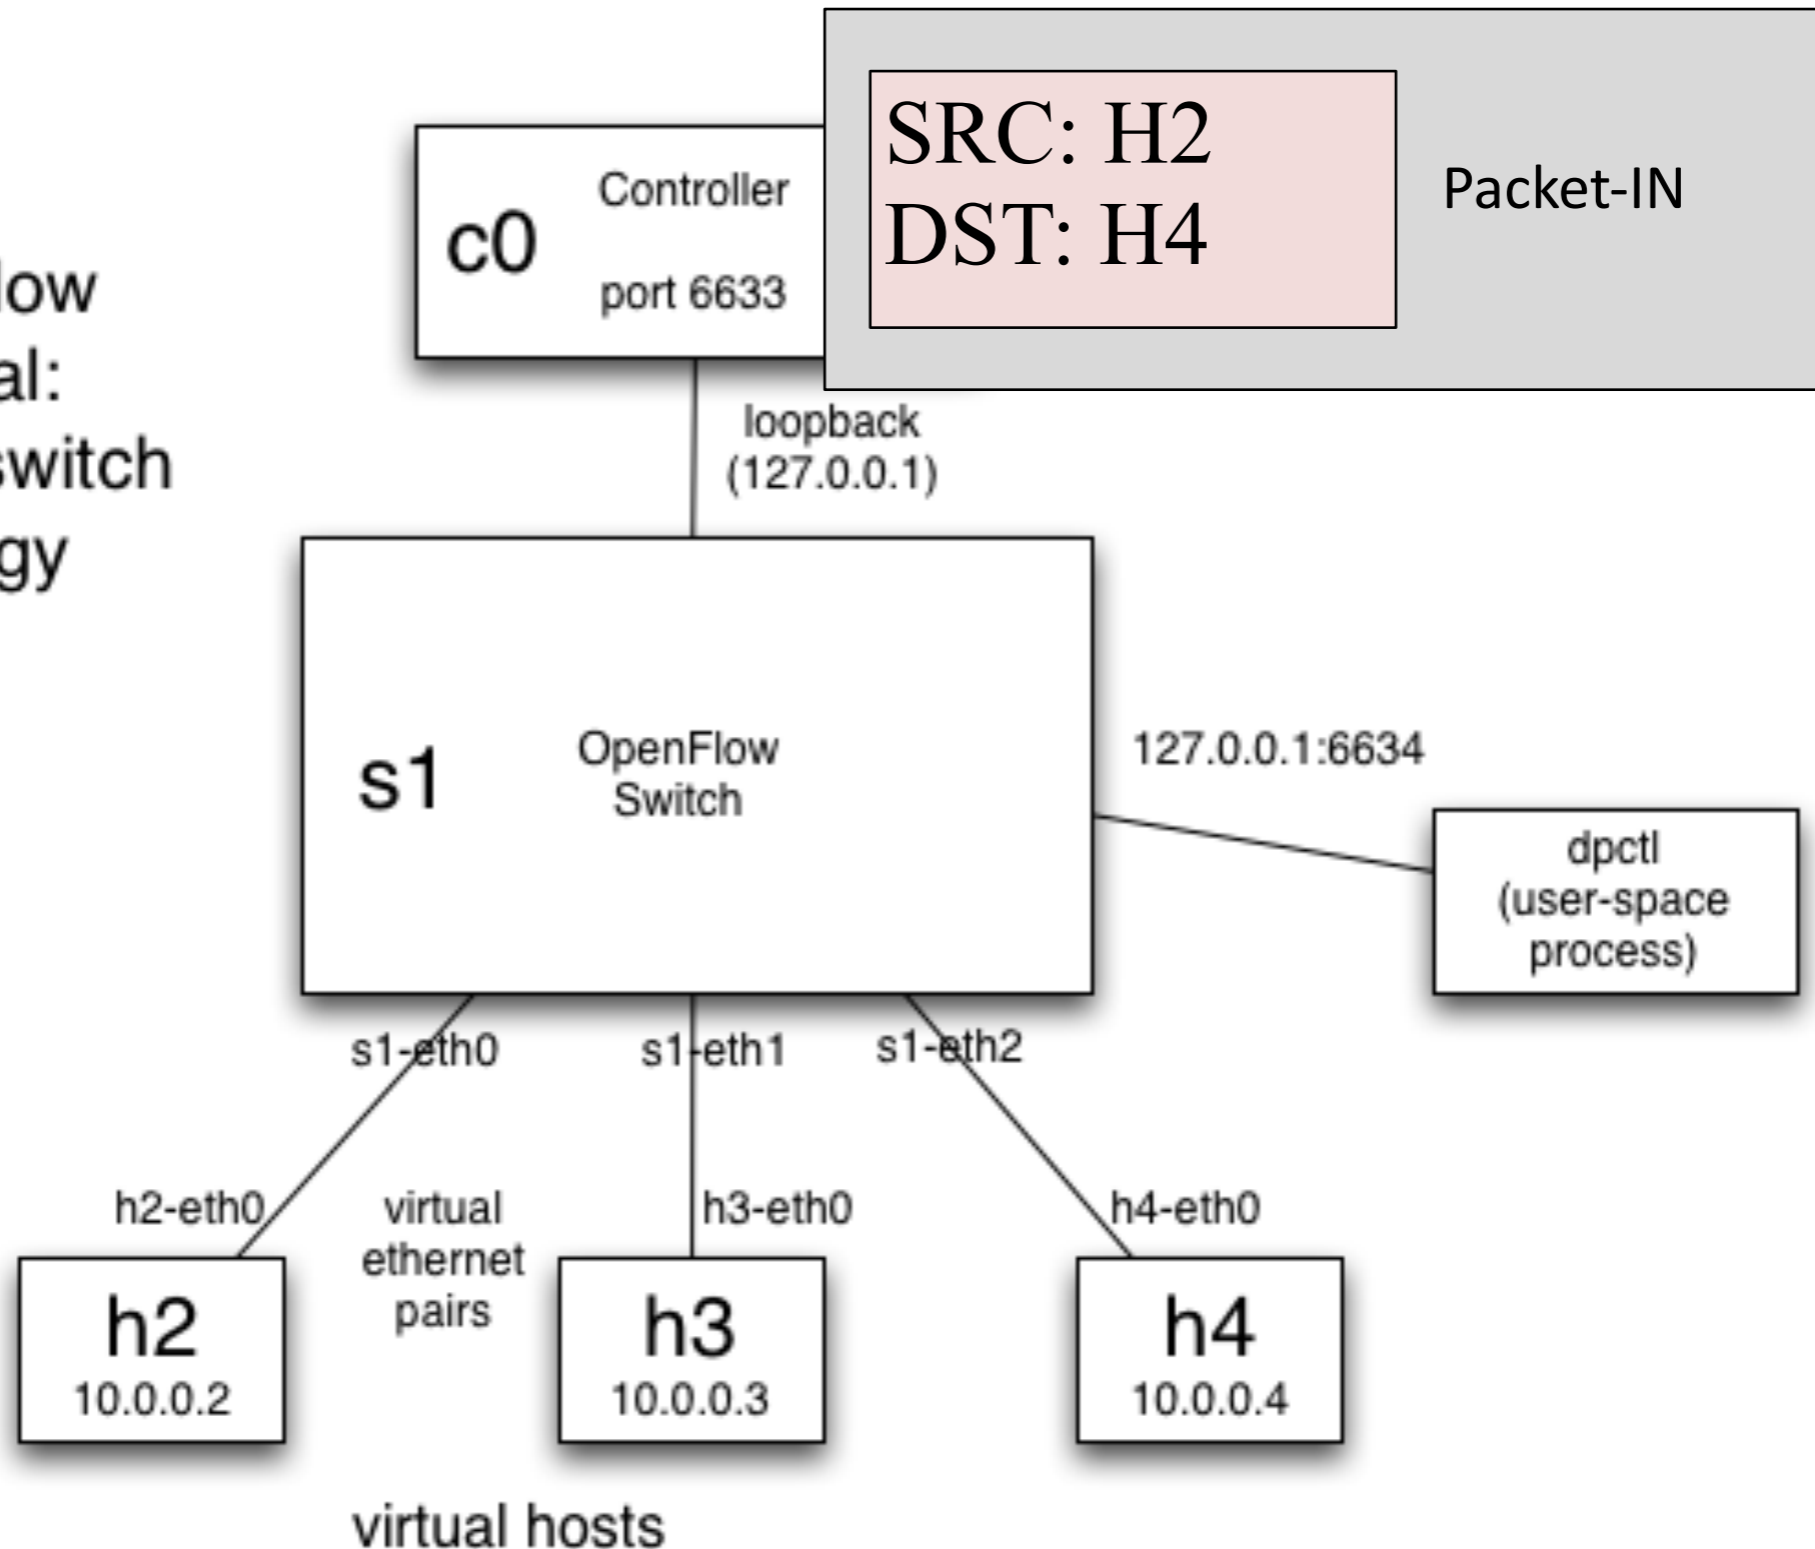 SRC: H2
DST: H4
Packet-IN
Controller
c0
port 6633
low
al:
switch
gy
loopback
(127.0.0.1)
s1
OpenFlow
Switch
127.0.0.1:6634
dpctl
(user-space
process)
s1-eth0
s1-eth1
s1-eth2
h2-eth0
virtual
ethernet
pairs
h3-eth0
h4-eth0
h2
10.0.0.2
h3
10.0.0.3
h4
10.0.0.4
virtual hosts